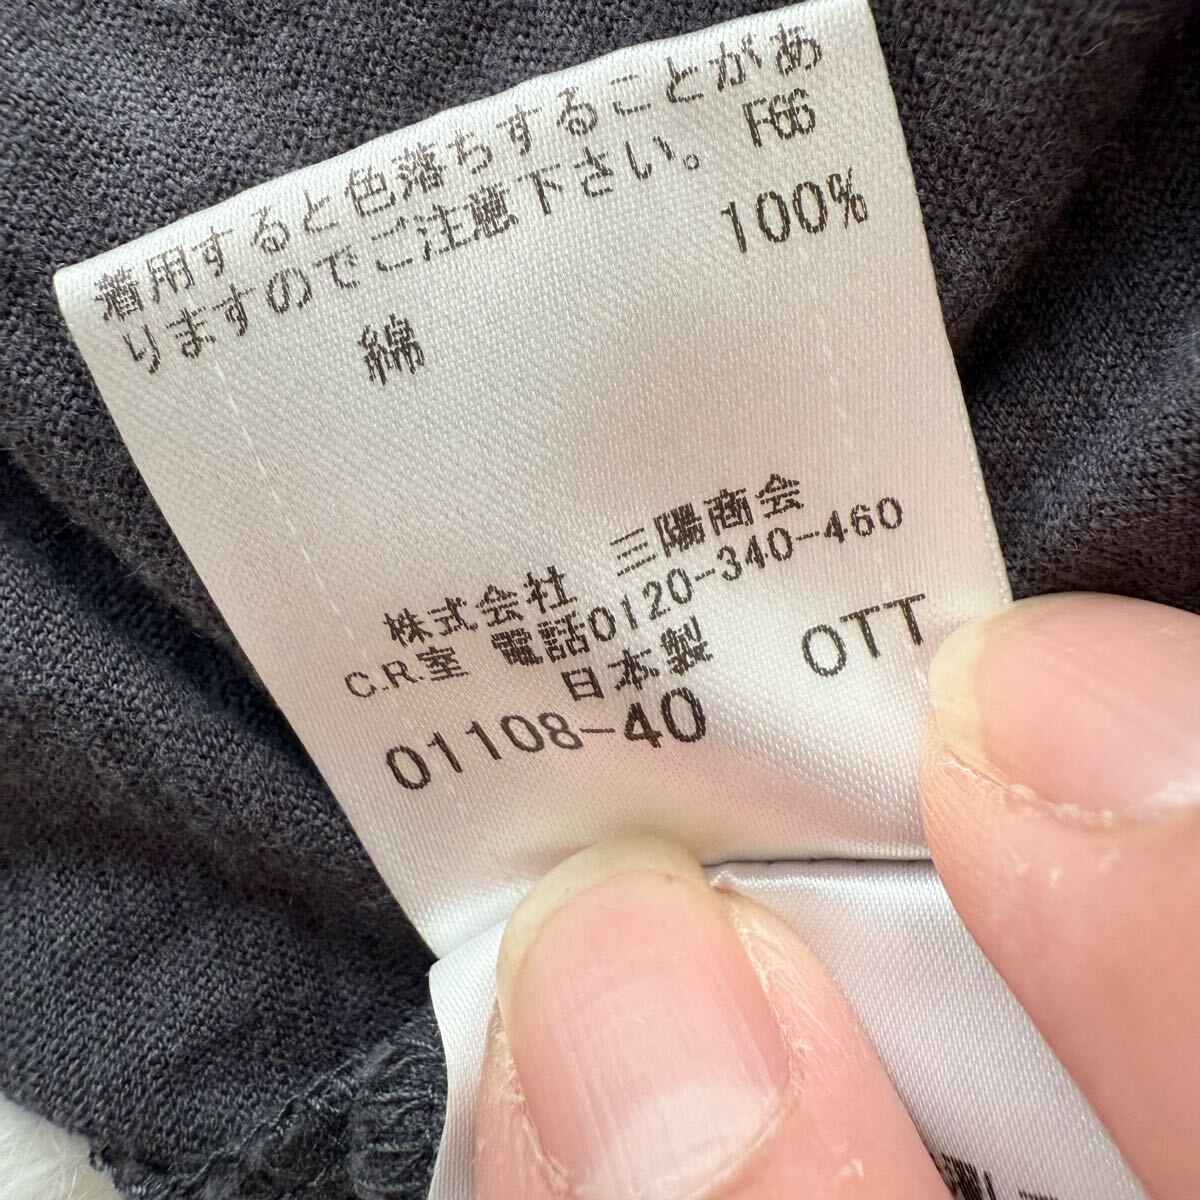 着用すると色落ちすることがあ
りますのでご注意下さい。 F66
綿 100%
株式会社 三陽商会
C.R.室 電話0120-340-460
日本製
01108-40 OTT